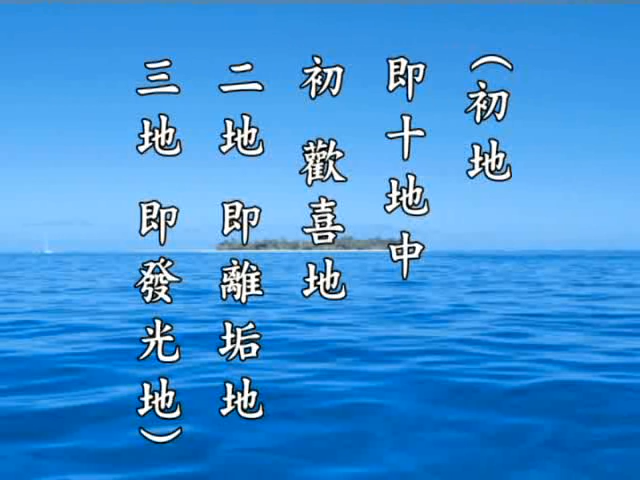 （初地
即十地中
初 歡喜地
二地 即離垢地
三地 即發光地）